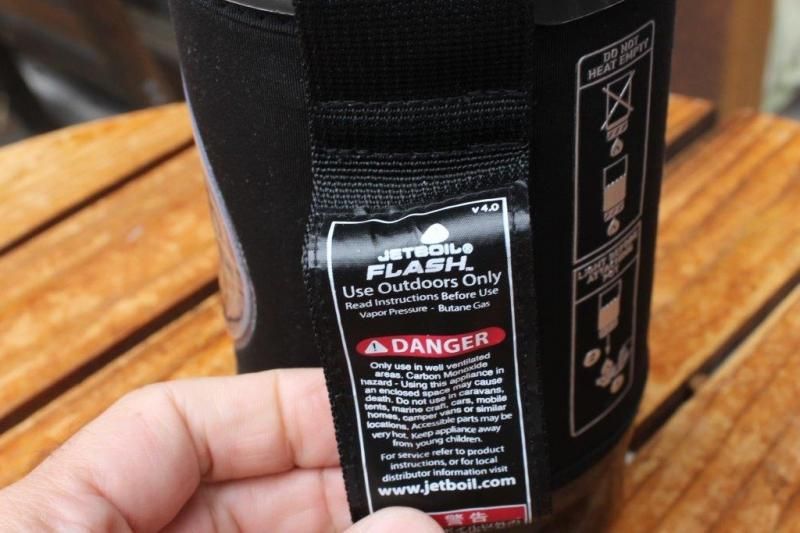 v 4.0
JETBOIL®
FLASH™
Use Outdoors Only
Read Instructions Before Use
Vapor Pressure - Butane Gas
DANGER
Only use in well ventilated
areas. Carbon Monoxide
hazard - Using this appliance in
an enclosed space may cause
death. Do not use in caravans,
tents, marine craft, cars, mobile
homes, camper vans or similar
locations. Accessible parts may be
very hot. Keep appliance away
from young children.
For service refer to product
instructions, or for local
distributor information visit
www.jetboil.com
警告
DO NOT
HEAT EMPTY